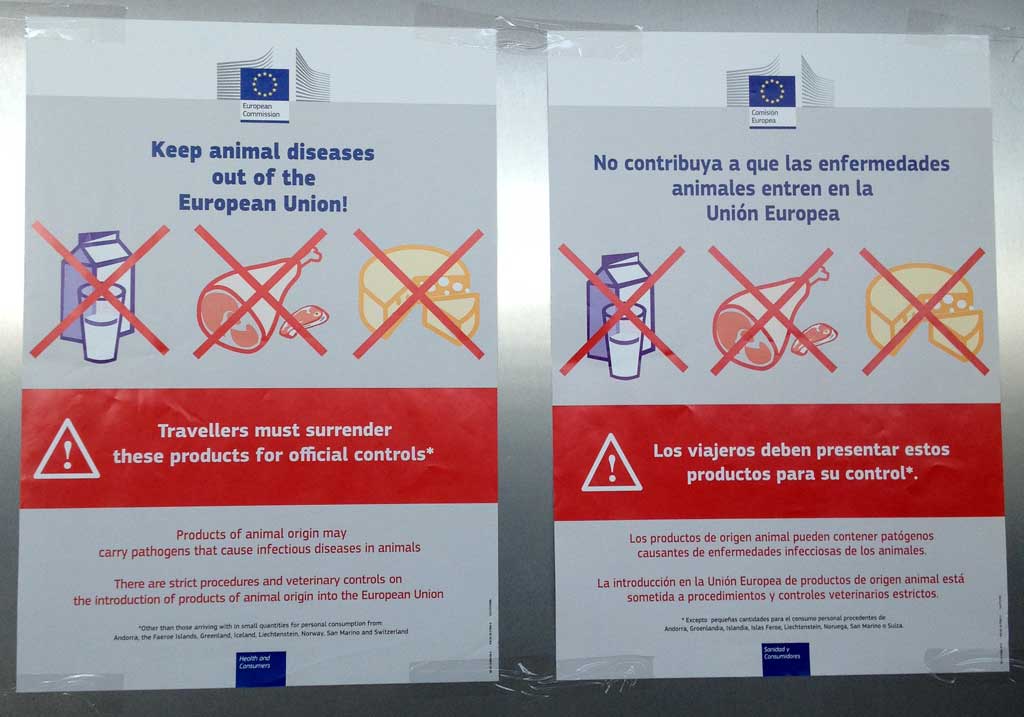 European
Commission
Keep animal diseases
out of the
European Union!
Travellers must surrender
these products for official controls*
Products of animal origin may
carry pathogens that cause infectious diseases in animals
There are strict procedures and veterinary controls on
the introduction of products of animal origin into the European Union
*Other than those arriving with in small quantities for personal consumption from
Andorra, the Faeroe Islands, Greenland, Iceland, Liechtenstein, Norway, San Marino and Switzerland
Health and
Consumers
Comisión
Europea
No contribuya a que las enfermedades
animales entren en la
Unión Europea
Los viajeros deben presentar estos
productos para su control*.
Los productos de origen animal pueden contener patógenos
causantes de enfermedades infecciosas de los animales.
La introducción en la Unión Europea de productos de origen animal está
sometida a procedimientos y controles veterinarios estrictos.
* Excepto pequeñas cantidades para el consumo personal procedentes de
Andorra, Groenlandia, Islandia, Islas Feroe, Liechtenstein, Noruega, San Marino o Suiza.
Sanidad y
Consumidores